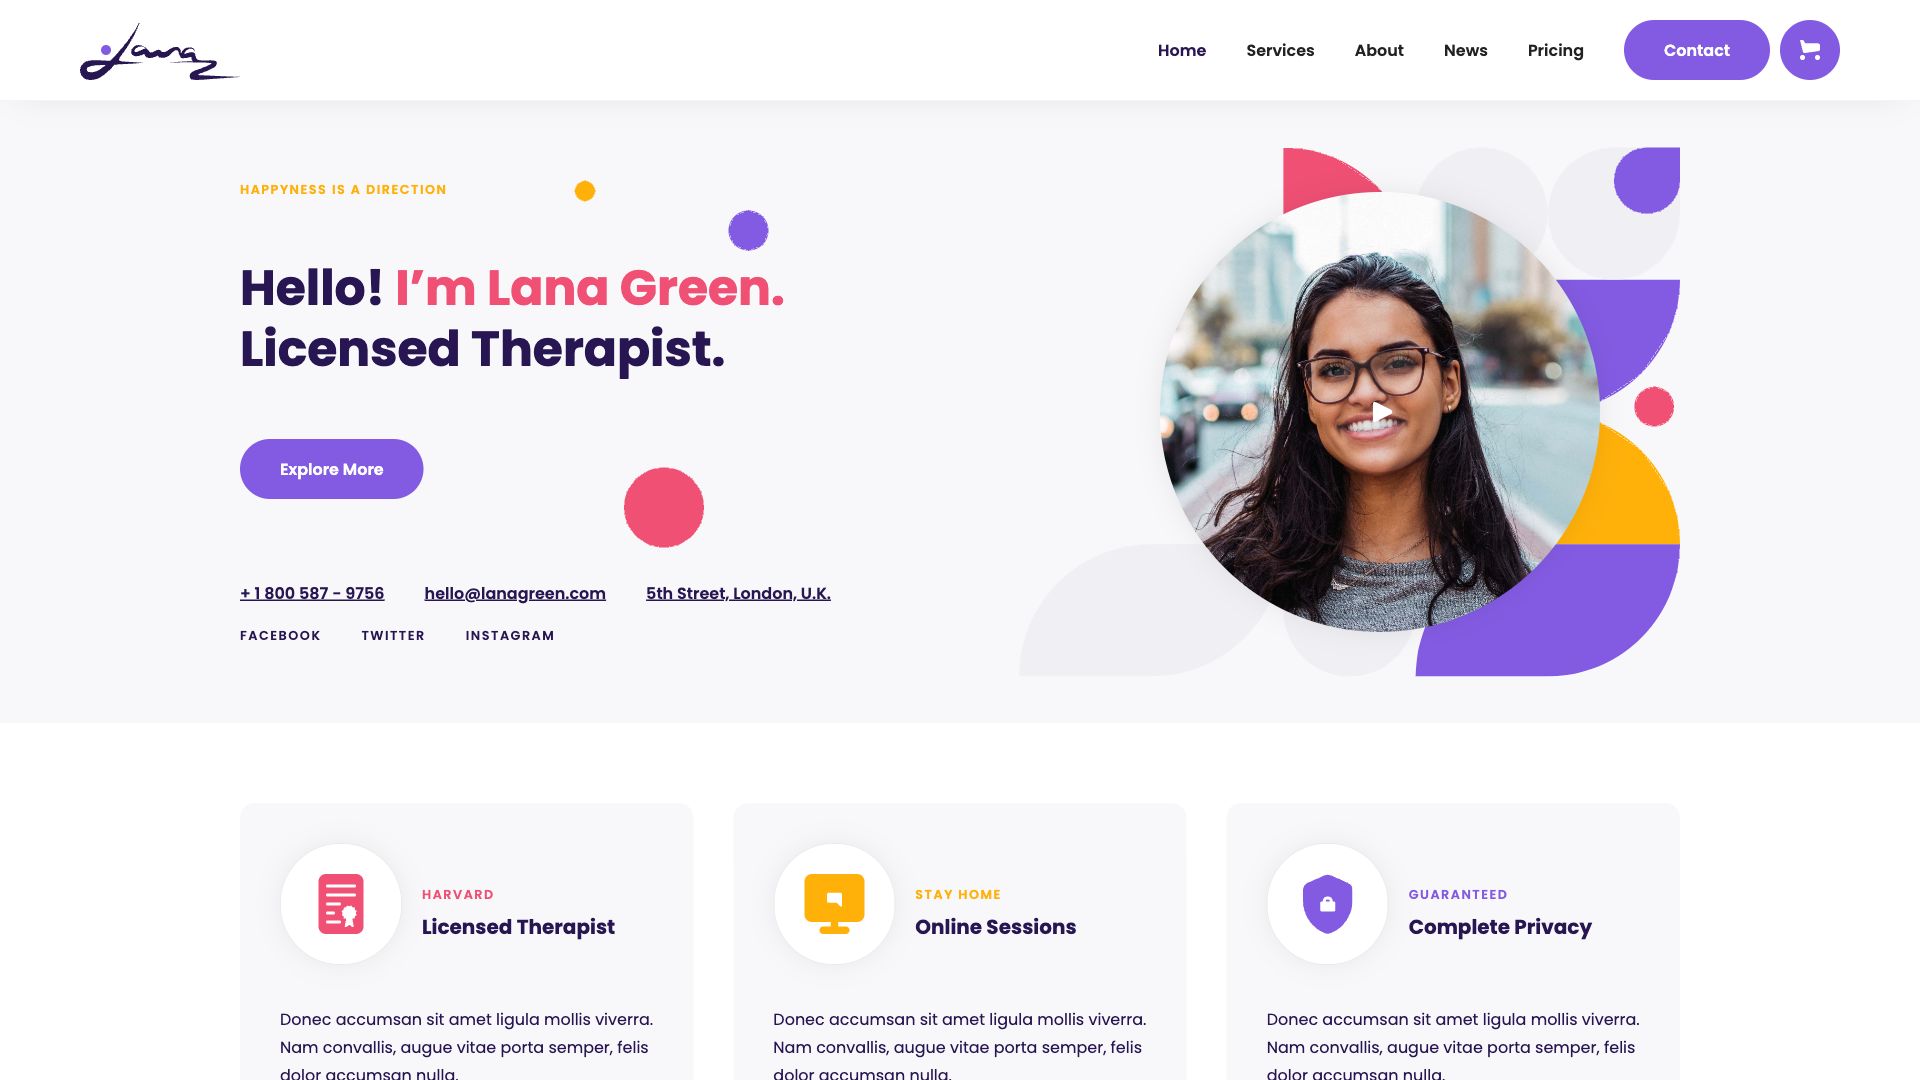 Lana
Home Services About News Pricing Contact
HAPPYNESS IS A DIRECTION
Hello! I’m Lana Green.
Licensed Therapist.
Explore More
+ 1 800 587 - 9756 hello@lanagreen.com 5th Street, London, U.K.
FACEBOOK TWITTER INSTAGRAM
HARVARD
Licensed Therapist
Donec accumsan sit amet ligula mollis viverra.
Nam convallis, augue vitae porta semper, felis
dolor accumsan nulla.
STAY HOME
Online Sessions
Donec accumsan sit amet ligula mollis viverra.
Nam convallis, augue vitae porta semper, felis
dolor accumsan nulla.
GUARANTEED
Complete Privacy
Donec accumsan sit amet ligula mollis viverra.
Nam convallis, augue vitae porta semper, felis
dolor accumsan nulla.